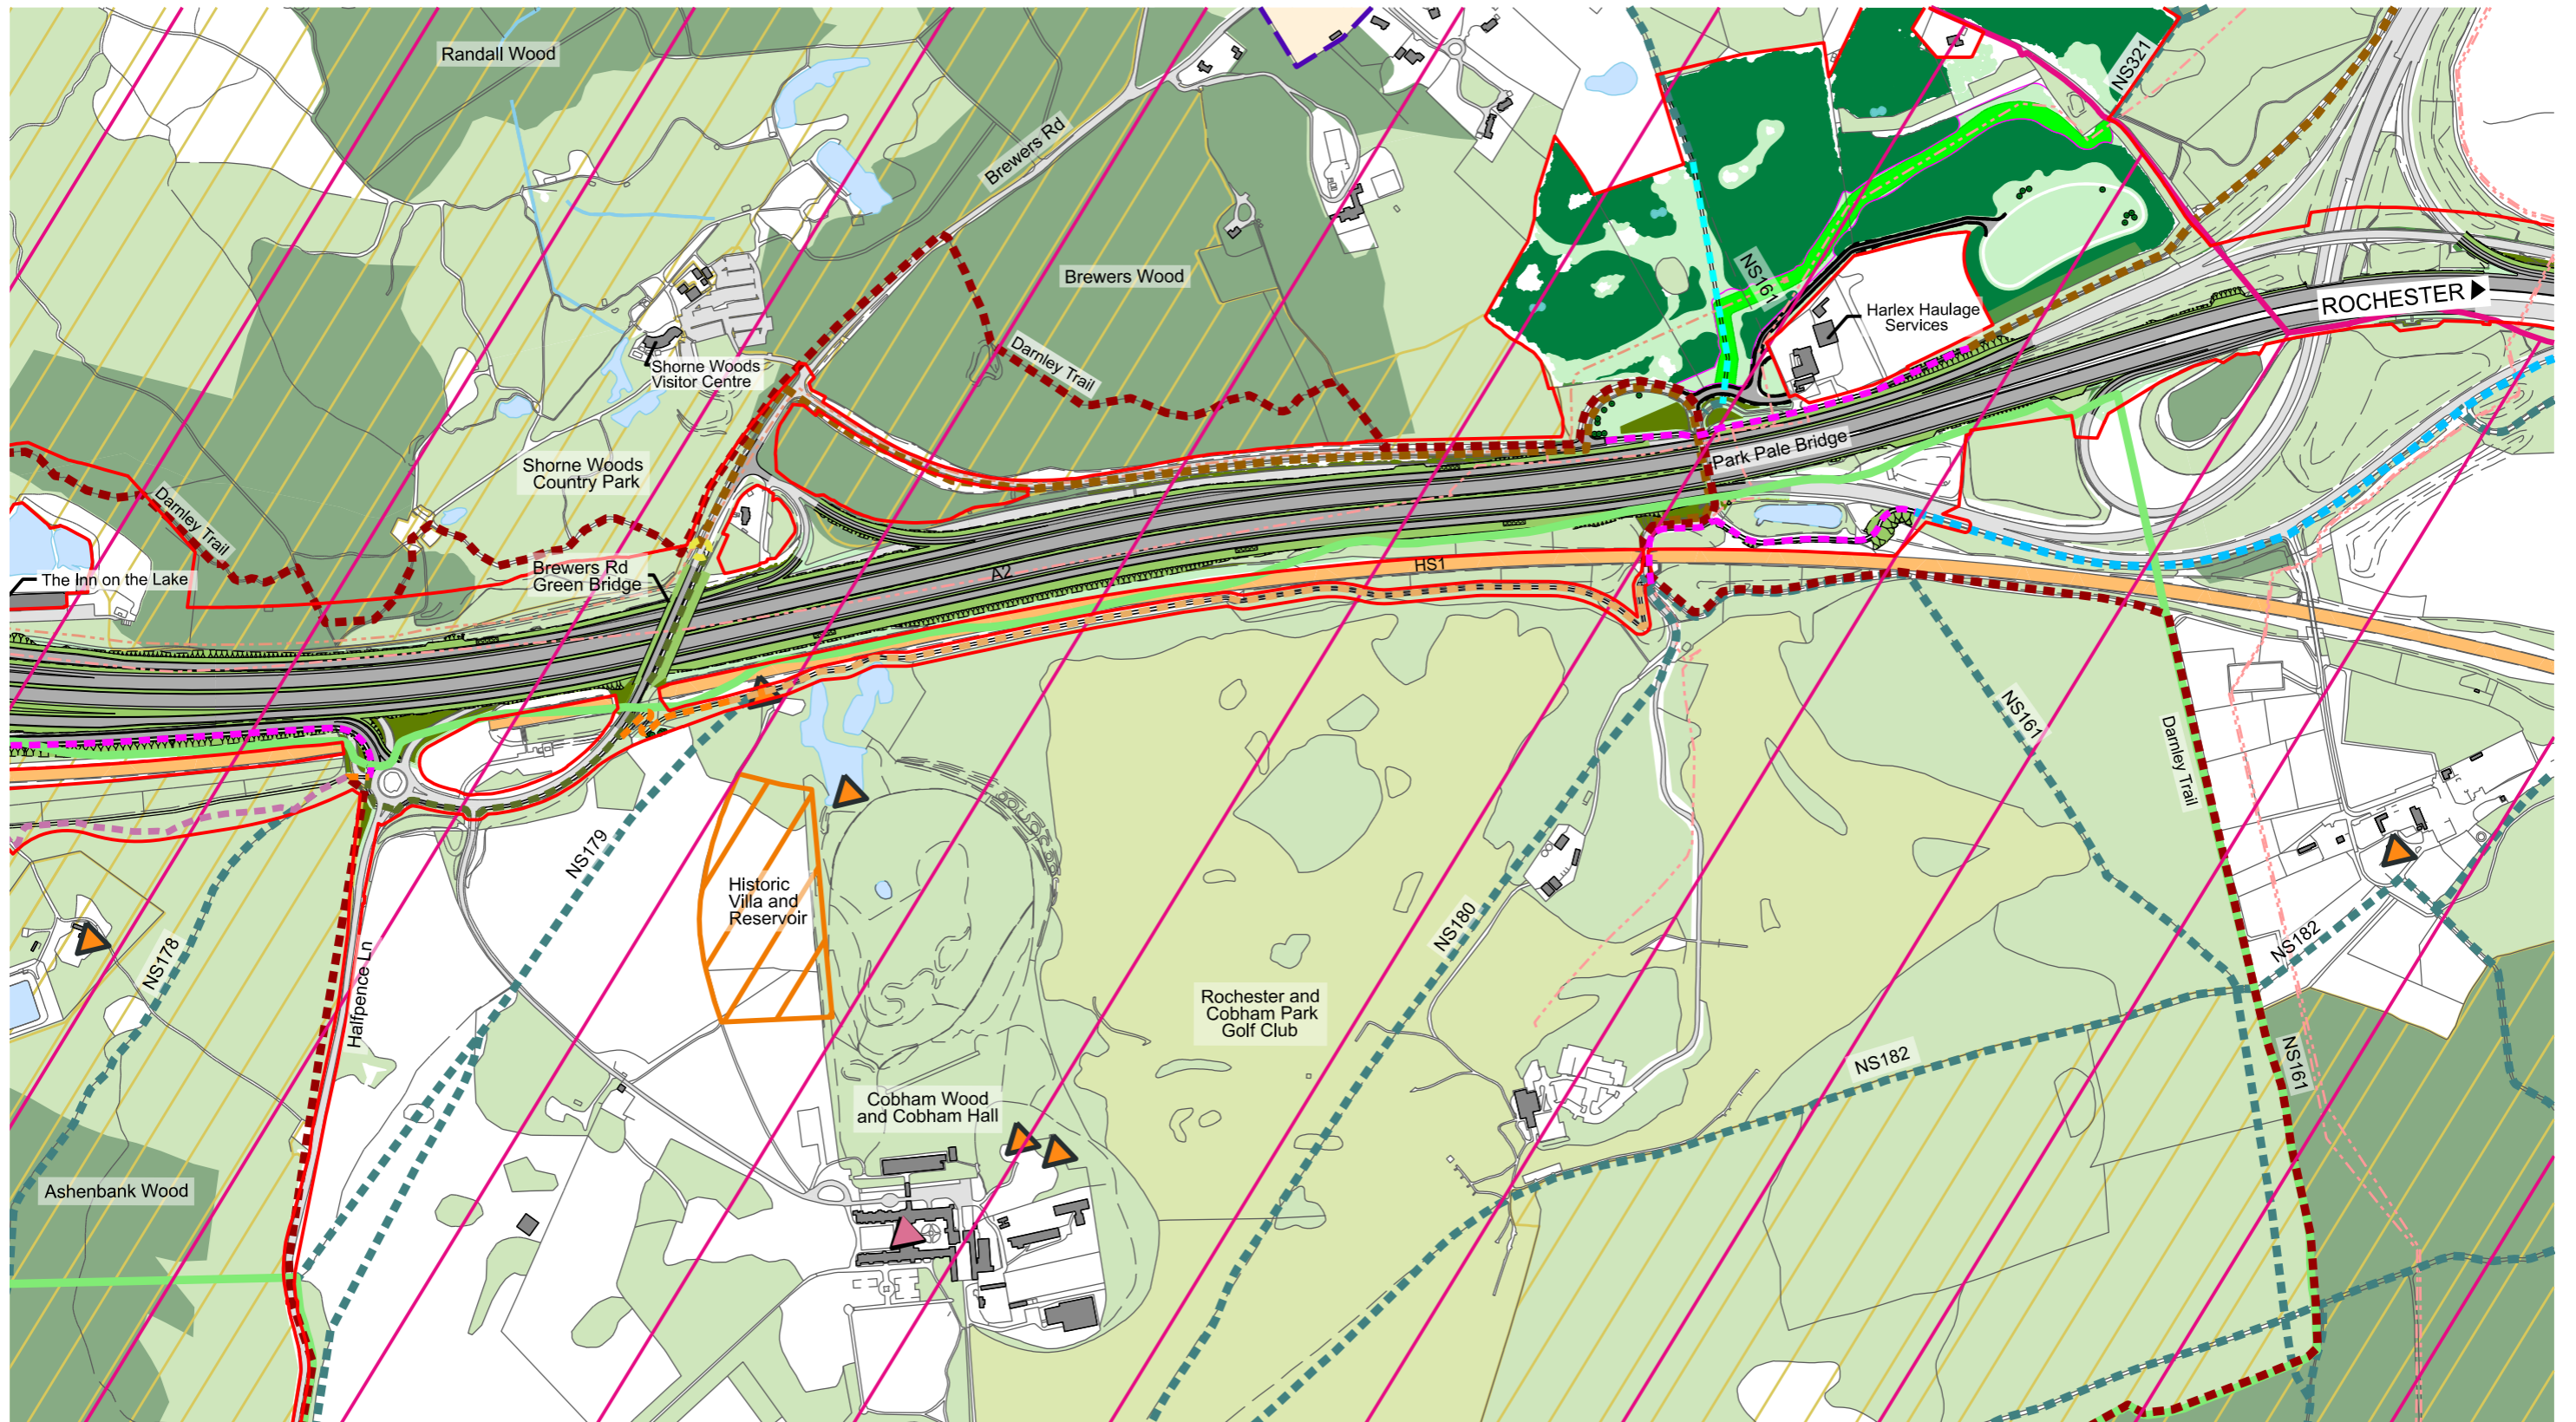 Randall Wood
NS321
Brewers Rd
Brewers Wood
NS161
ROCHESTER
Harlex Haulage
Services
Shorne Woods
Visitor Centre
Darnley Trail
Park Pale Bridge
Shorne Woods
Country Park
Darnley Trail
The Inn on the Lake
Brewers Rd
Green Bridge
A2
HS1
NS161
Darnley Trail
NS179
Historic
Villa and
Reservoir
NS180
NS182
NS178
Halfpence Ln
Rochester and
Cobham Park
Golf Club
NS182
NS161
Cobham Wood
and Cobham Hall
Ashenbank Wood